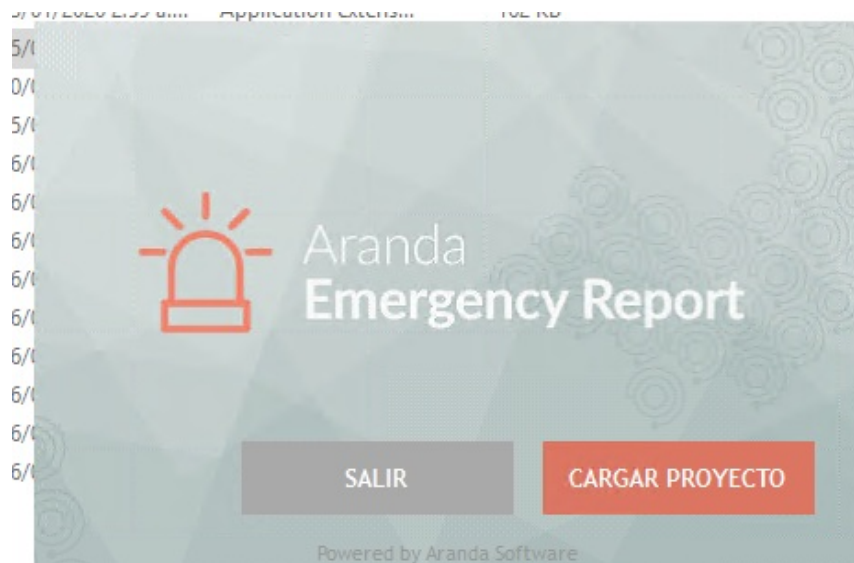 Aranda
Emergency Report
SALIR
CARGAR PROYECTO
Powered by Aranda Software